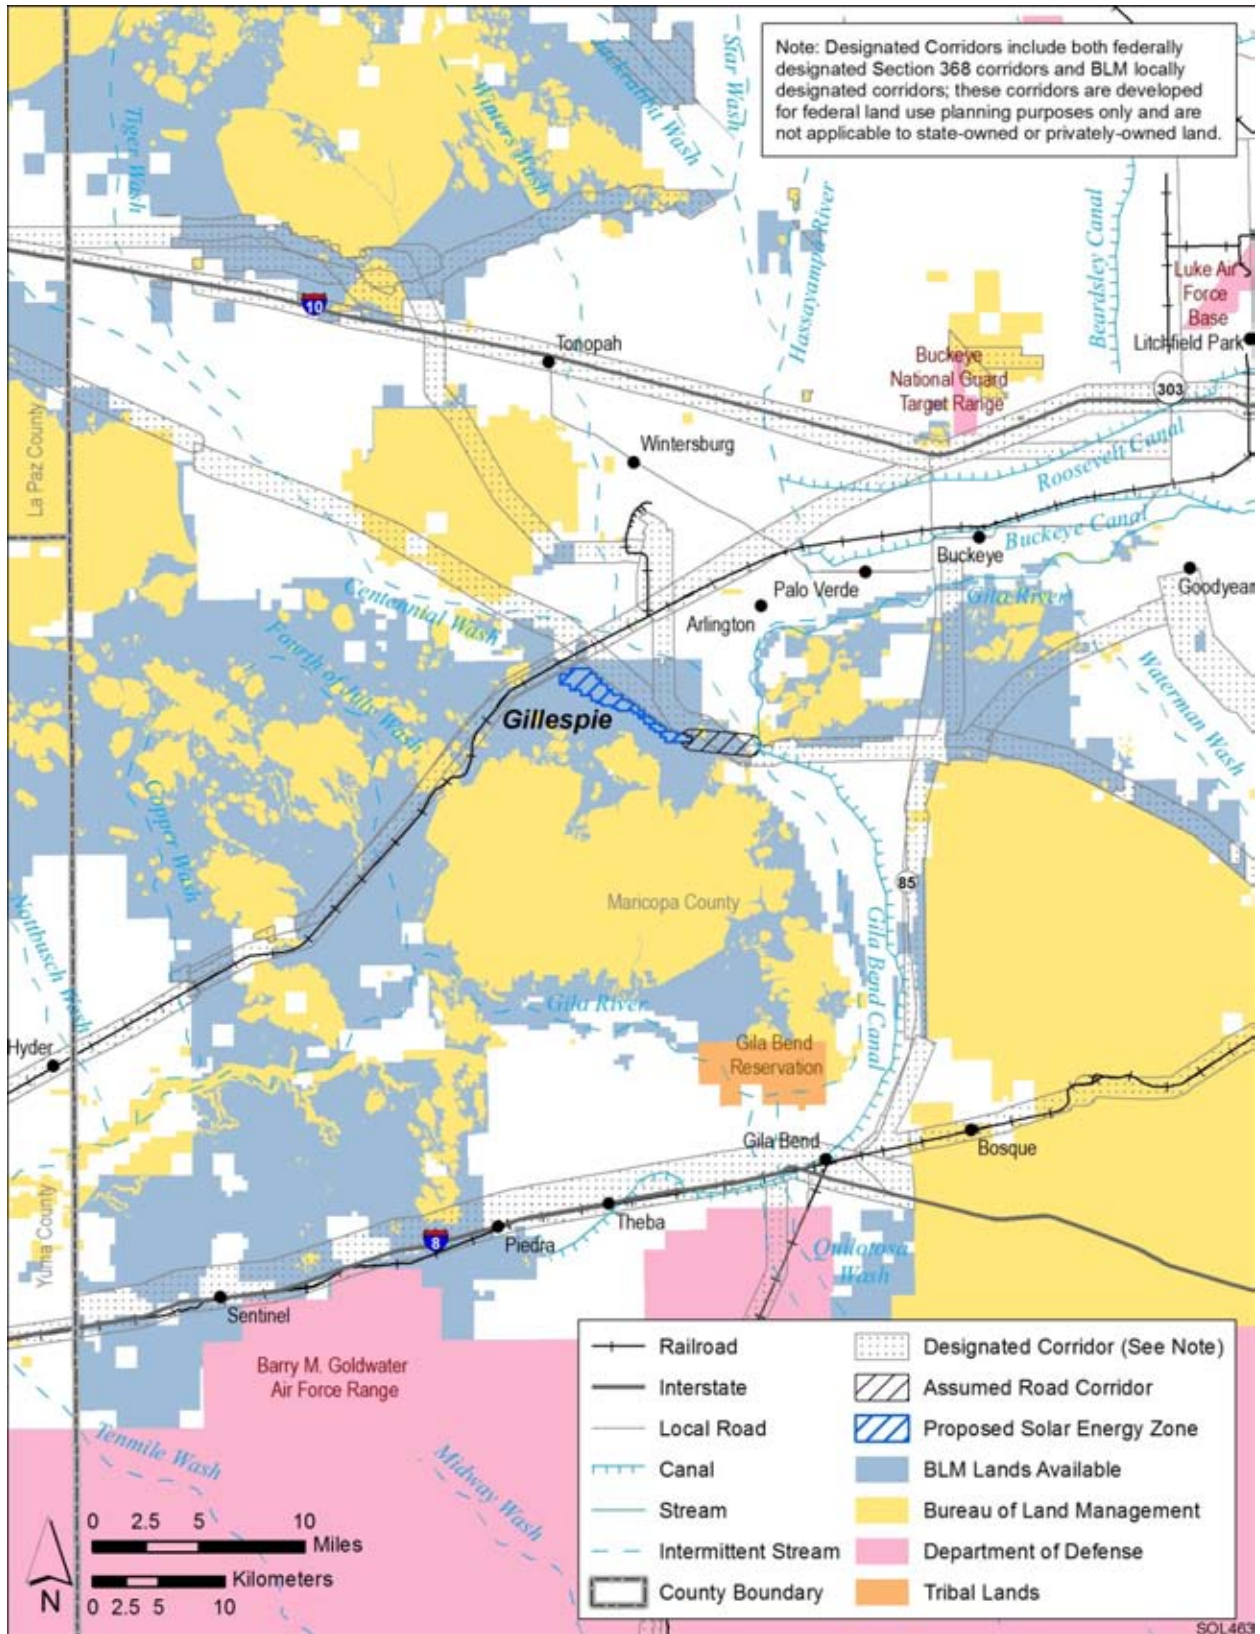 Note: Designated Corridors include both federally
designated Section 368 corridors and BLM locally
designated corridors; these corridors are developed
for federal land use planning purposes only and are
not applicable to state-owned or privately-owned land.
Tiger Wash
Winters Wash
Jackrabbit Wash
Star Wash
Hassayampa River
Beardsley Canal
Luke Air
Force
Base
Litchfield Park
10
Tonopah
Buckeye
National Guard
Target Range
303
La Paz County
Wintersburg
Roosevelt Canal
Buckeye Canal
Buckeye
Palo Verde
Goodyear
Arlington
Gila River
Centennial Wash
Fourth of July Wash
Waterman Wash
Gillespie
Copper Wash
85
Maricopa County
Gila Bend Canal
Nottbusch Wash
Gila River
Hyder
Gila Bend
Reservation
Gila Bend
Bosque
Theba
Piedra
8
Quilotosa
Wash
Yuma County
Sentinel
Barry M. Goldwater
Air Force Range
Tenmile Wash
Midway Wash
0 2.5 5 10
Miles
Kilometers
0 2.5 5 10
N
Railroad
Interstate
Local Road
Canal
Stream
Intermittent Stream
County Boundary
Designated Corridor (See Note)
Assumed Road Corridor
Proposed Solar Energy Zone
BLM Lands Available
Bureau of Land Management
Department of Defense
Tribal Lands
SOL463